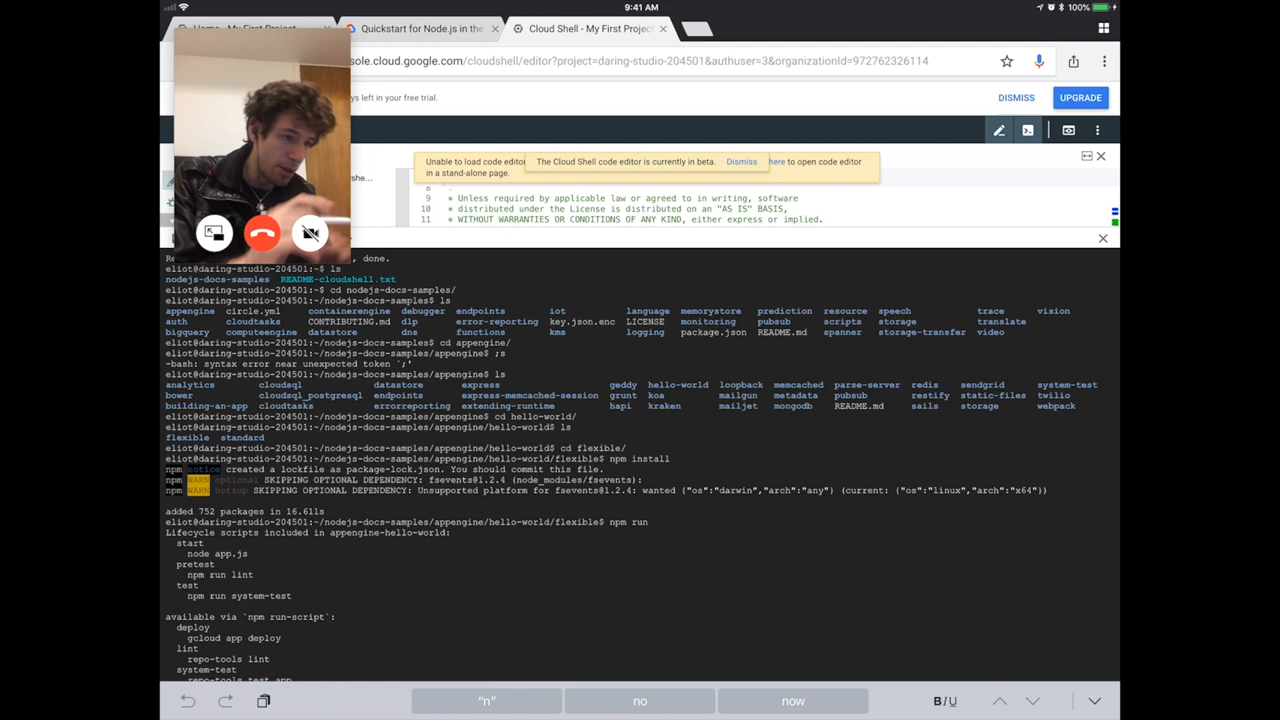 9:41 AM
100%
Home - My First Project
Quickstart for Node.js in the
Cloud Shell - My First Project
sole.cloud.google.com/cloudshell/editor?project=daring-studio-204501&authuser=3&organizationId=972762326114
ys left in your free trial.
DISMISS
UPGRADE
Unable to load code editor
The Cloud Shell code editor is currently in beta.
Dismiss
here to open code editor
in a stand-alone page.
he...
8
9 * Unless required by applicable law or agreed to in writing, software
10 * distributed under the License is distributed on an "AS IS" BASIS,
11 * WITHOUT WARRANTIES OR CONDITIONS OF ANY KIND, either express or implied.
, done.
eliot@daring-studio-204501:~$ ls
nodejs-docs-samples README-cloudshell.txt
eliot@daring-studio-204501:~$ cd nodejs-docs-samples/
eliot@daring-studio-204501:~/nodejs-docs-samples$ ls
appengine circle.yml containerengine debugger endpoints iot language memorystore prediction resource speech trace vision
auth cloudtasks CONTRIBUTING.md dlp error-reporting key.json.enc LICENSE monitoring pubsub scripts storage translate
bigquery computeengine datastore dns functions kms logging package.json README.md spanner storage-transfer video
eliot@daring-studio-204501:~/nodejs-docs-samples$ cd appengine/
eliot@daring-studio-204501:~/nodejs-docs-samples/appengine$ ;s
-bash: syntax error near unexpected token `;'
eliot@daring-studio-204501:~/nodejs-docs-samples/appengine$ ls
analytics cloudsql datastore express geddy hello-world loopback memcached parse-server redis sendgrid system-test
bower cloudsql_postgresql endpoints express-memcached-session grunt koa mailgun metadata pubsub restify static-files twilio
building-an-app cloudtasks errorreporting extending-runtime hapi kraken mailjet mongodb README.md sails storage webpack
eliot@daring-studio-204501:~/nodejs-docs-samples/appengine$ cd hello-world/
eliot@daring-studio-204501:~/nodejs-docs-samples/appengine/hello-world$ ls
flexible standard
eliot@daring-studio-204501:~/nodejs-docs-samples/appengine/hello-world$ cd flexible/
eliot@daring-studio-204501:~/nodejs-docs-samples/appengine/hello-world/flexible$ npm install
npm notice created a lockfile as package-lock.json. You should commit this file.
npm WARN optional SKIPPING OPTIONAL DEPENDENCY: fsevents@1.2.4 (node_modules/fsevents):
npm WARN notsup SKIPPING OPTIONAL DEPENDENCY: Unsupported platform for fsevents@1.2.4: wanted {"os":"darwin","arch":"any"} (current: {"os":"linux","arch":"x64"})
added 752 packages in 16.611s
eliot@daring-studio-204501:~/nodejs-docs-samples/appengine/hello-world/flexible$ npm run
Lifecycle scripts included in appengine-hello-world:
start
node app.js
pretest
npm run lint
test
npm run system-test
available via `npm run-script`:
deploy
gcloud app deploy
lint
repo-tools lint
system-test
repo-tools test app
“n”
no
now
B I U